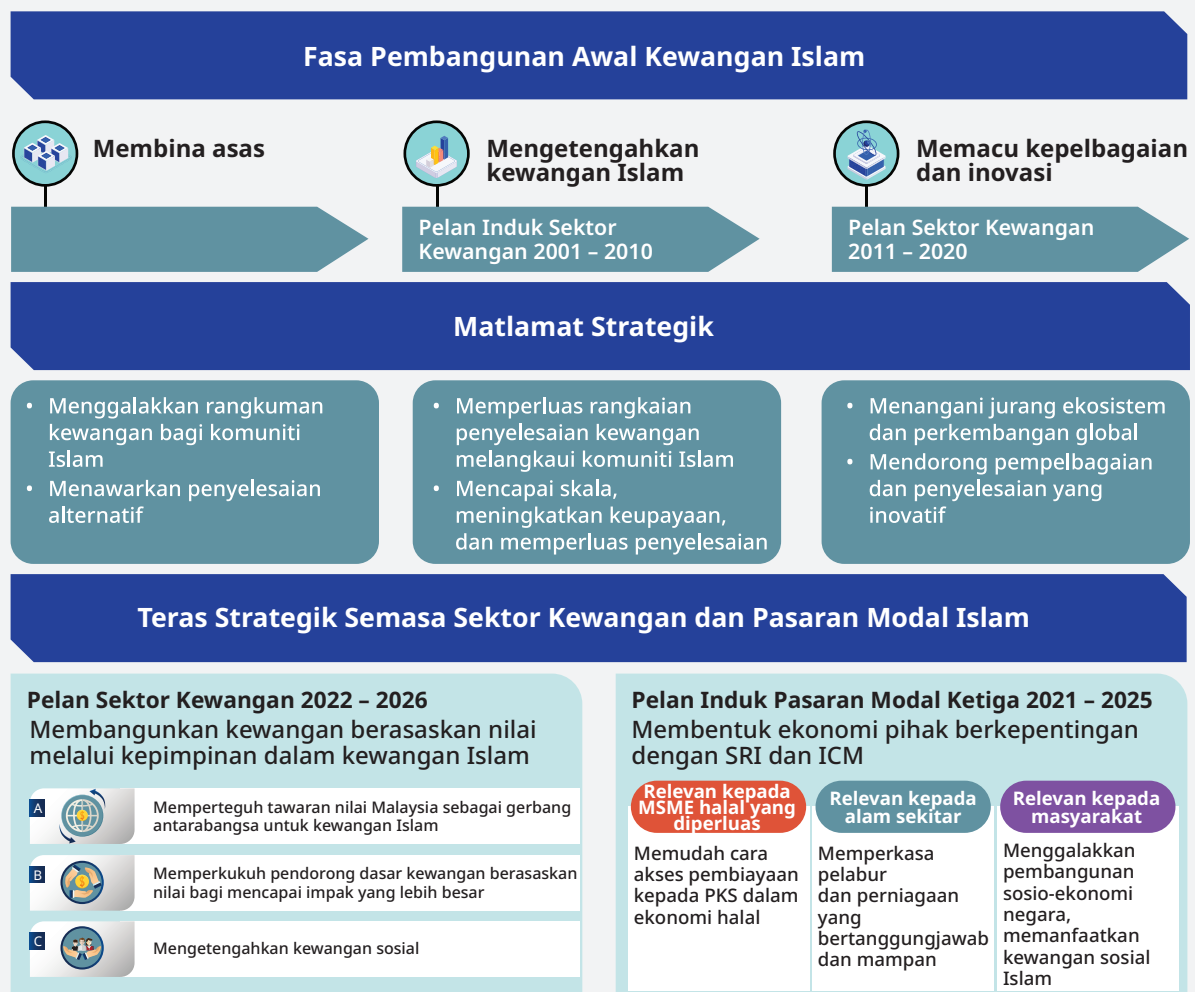 Fasa Pembangunan Awal Kewangan Islam
Membina asas
Mengetengahkan
kewangan Islam
Pelan Induk Sektor
Kewangan 2001 – 2010
Memacu kepelbagaian
dan inovasi
Pelan Sektor Kewangan
2011 – 2020
Matlamat Strategik
• Menggalakkan rangkuman
kewangan bagi komuniti
Islam
• Menawarkan penyelesaian
alternatif
• Memperluas rangkaian
penyelesaian kewangan
melangkaui komuniti Islam
• Mencapai skala,
meningkatkan keupayaan,
dan memperluas penyelesaian
• Menangani jurang ekosistem
dan perkembangan global
• Mendorong pempelbagaian
dan penyelesaian yang
inovatif
Teras Strategik Semasa Sektor Kewangan dan Pasaran Modal Islam
Pelan Sektor Kewangan 2022 – 2026
Membangunkan kewangan berasaskan nilai
melalui kepimpinan dalam kewangan Islam
A
Memperteguh tawaran nilai Malaysia sebagai gerbang
antarabangsa untuk kewangan Islam
B
Memperkukuh pendorong dasar kewangan berasaskan
nilai bagi mencapai impak yang lebih besar
C
Mengetengahkan kewangan sosial
Pelan Induk Pasaran Modal Ketiga 2021 – 2025
Membentuk ekonomi pihak berkepentingan
dengan SRI dan ICM
Relevan kepada
MSME halal yang
diperluas
Memudah cara
akses pembiayaan
kepada PKS dalam
ekonomi halal
Relevan kepada
alam sekitar
Memperkasa
pelabur
dan perniagaan
yang
bertanggungjawab
dan mampan
Relevan kepada
masyarakat
Menggalakkan
pembangunan
sosio-ekonomi
negara,
memanfaatkan
kewangan sosial
Islam